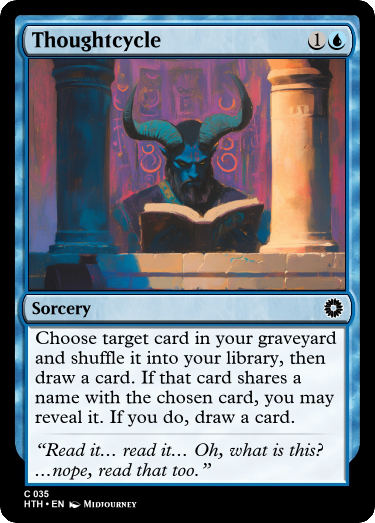 Thoughtcycle 1
Sorcery
Choose target card in your graveyard
and shuffle it into your library, then
draw a card. If that card shares a
name with the chosen card, you may
reveal it. If you do, draw a card.
“Read it… read it… Oh, what is this?
…nope, read that too.”
C 035
HTH • EN Midjourney